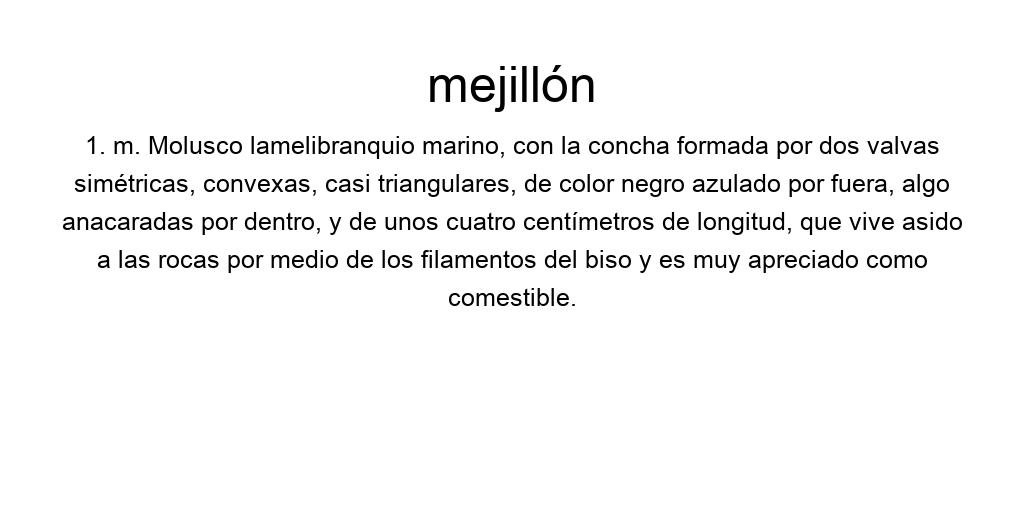 mejillón
1. m. Molusco lamelibranquio marino, con la concha formada por dos valvas
simétricas, convexas, casi triangulares, de color negro azulado por fuera, algo
anacaradas por dentro, y de unos cuatro centímetros de longitud, que vive asido
a las rocas por medio de los filamentos del biso y es muy apreciado como
comestible.